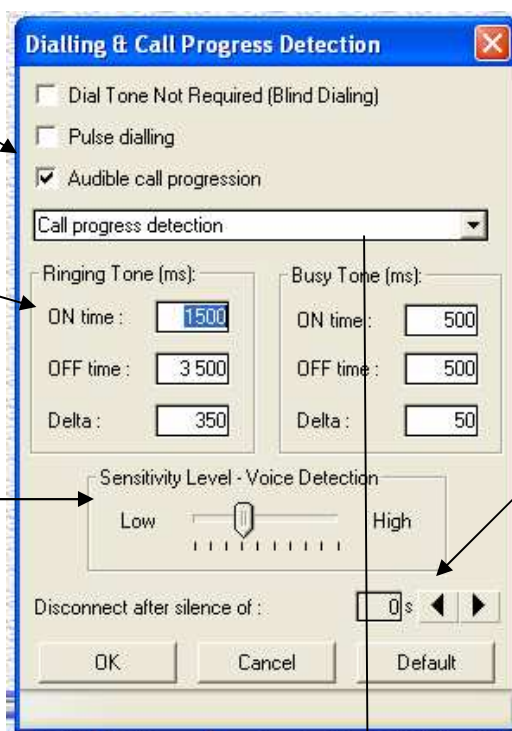 Dialling & Call Progress Detection
Dial Tone Not Required (Blind Dialing)
Pulse dialling
Audible call progression
Call progress detection
Ringing Tone (ms):
ON time : 1500
OFF time : 3 500
Delta : 350
Busy Tone (ms):
ON time : 500
OFF time : 500
Delta : 50
Sensitivity Level - Voice Detection
Low High
Disconnect after silence of : 0 s
OK Cancel Default